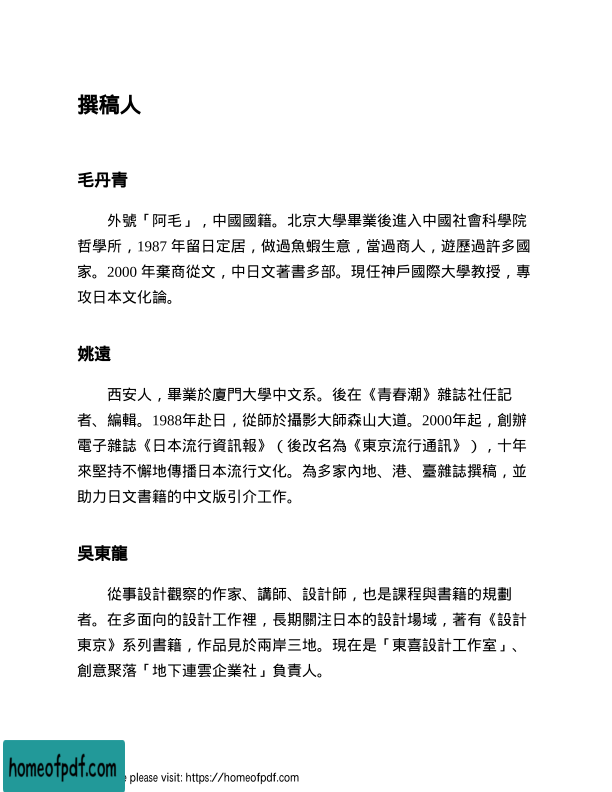 撰稿人
毛丹青
外號「阿毛」，中國國籍。北京大學畢業後進入中國社會科學院
哲學所，1987 年留日定居，做過魚蝦生意，當過商人，遊歷過許多國
家。2000 年棄商從文，中日文著書多部。現任神戶國際大學教授，專
攻日本文化論。
姚遠
西安人，畢業於廈門大學中文系。後在《青春潮》雜誌社任記
者、編輯。1988年赴日，從師於攝影大師森山大道。2000年起，創辦
電子雜誌《日本流行資訊報》（後改名為《東京流行通訊》），十年
來堅持不懈地傳播日本流行文化。為多家內地、港、臺雜誌撰稿，並
助力日文書籍的中文版引介工作。
吳東龍
從事設計觀察的作家、講師、設計師，也是課程與書籍的規劃
者。在多面向的設計工作裡，長期關注日本的設計場域，著有《設計
東京》系列書籍，作品見於兩岸三地。現在是「東喜設計工作室」、
創意聚落「地下連雲企業社」負責人。
homeofpdf.com
e please visit: https://homeofpdf.com